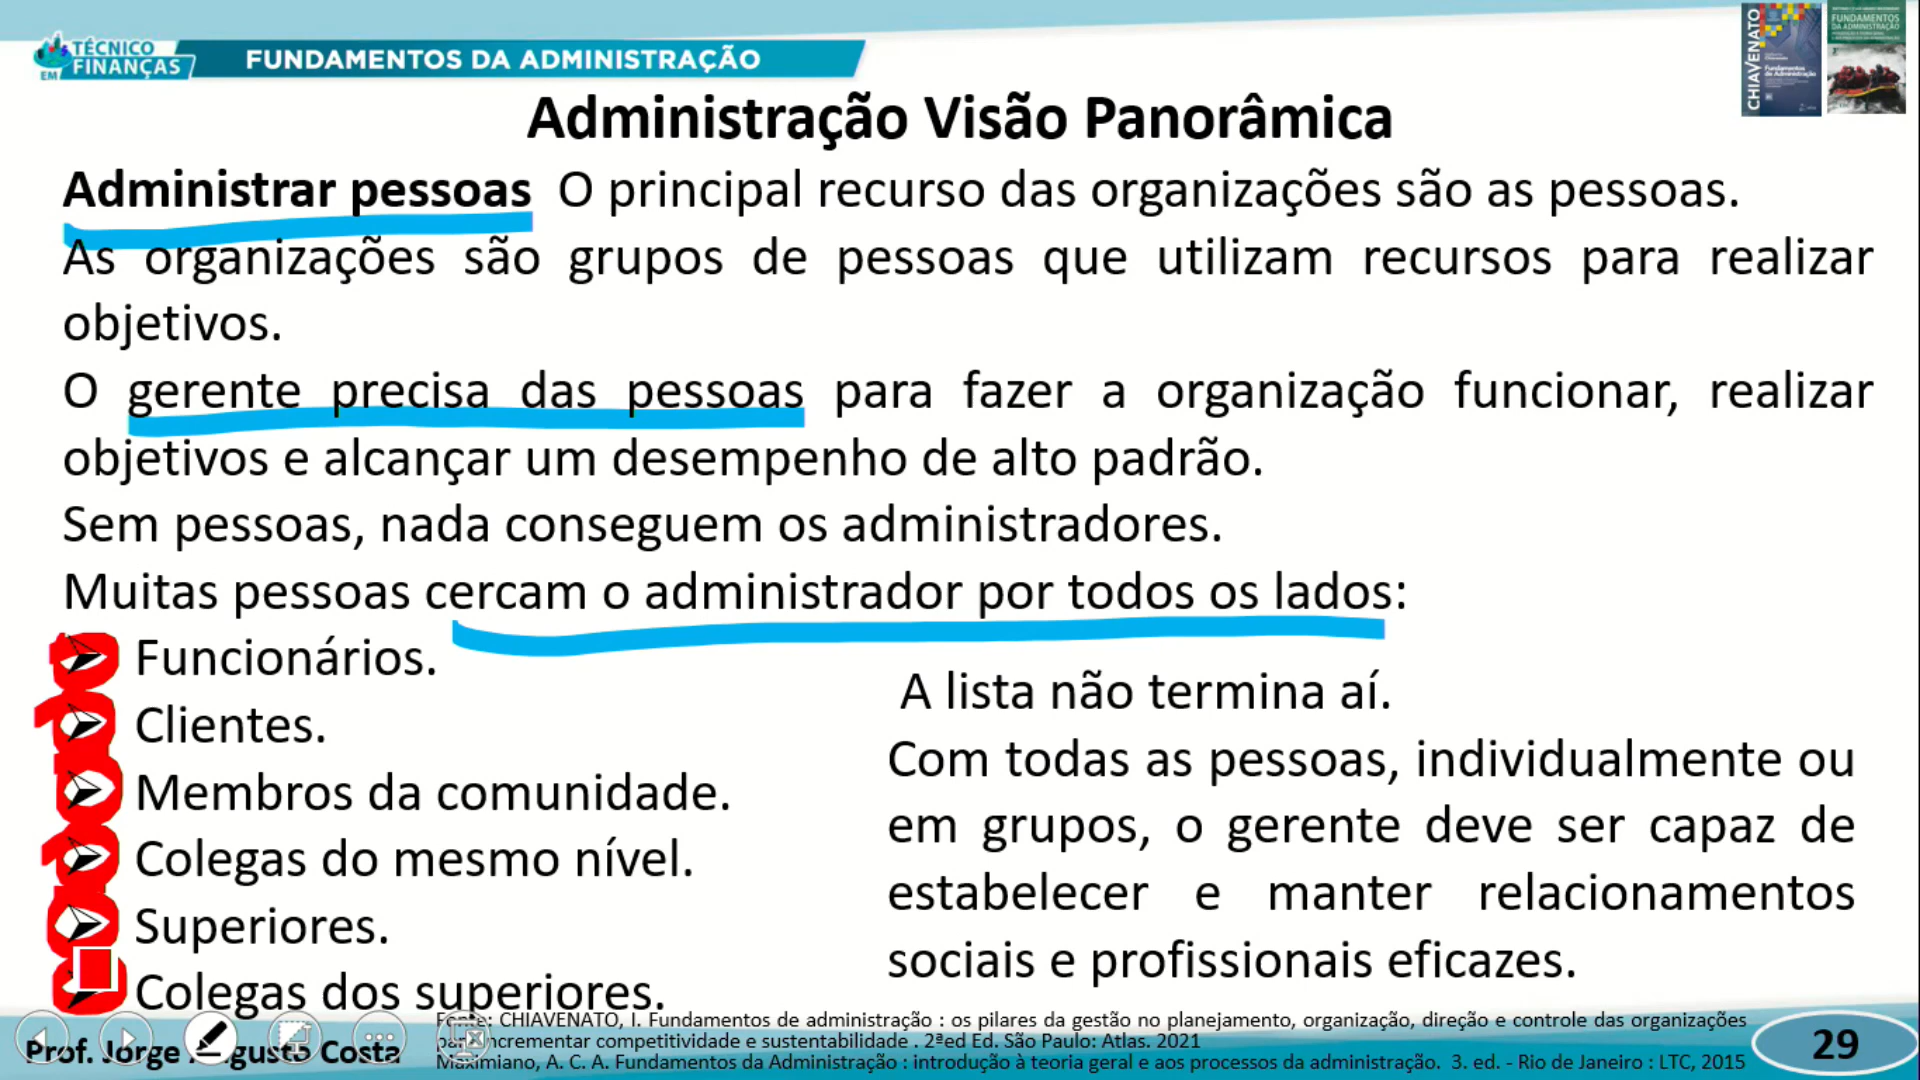 TÉCNICO
EM FINANÇAS
FUNDAMENTOS DA ADMINISTRAÇÃO
CHIAVENATO
Fundamentos
de Administração
FUNDAMENTOS
DA ADMINISTRAÇÃO
Administração Visão Panorâmica
Administrar pessoas O principal recurso das organizações são as pessoas.
As organizações são grupos de pessoas que utilizam recursos para realizar
objetivos.
O gerente precisa das pessoas para fazer a organização funcionar, realizar
objetivos e alcançar um desempenho de alto padrão.
Sem pessoas, nada conseguem os administradores.
Muitas pessoas cercam o administrador por todos os lados:
Funcionários.
Clientes.
Membros da comunidade.
Colegas do mesmo nível.
Superiores.
Colegas dos superiores.
A lista não termina aí.
Com todas as pessoas, individualmente ou
em grupos, o gerente deve ser capaz de
estabelecer e manter relacionamentos
sociais e profissionais eficazes.
Prof. Jorge Augusto Costa
Fonte: CHIAVENATO, I. Fundamentos de administração : os pilares da gestão no planejamento, organização, direção e controle das organizações
para incrementar competitividade e sustentabilidade . 2ªed Ed. São Paulo: Atlas. 2021
Maximiano, A. C. A. Fundamentos da Administração : introdução à teoria geral e aos processos da administração. 3. ed. - Rio de Janeiro : LTC, 2015
29